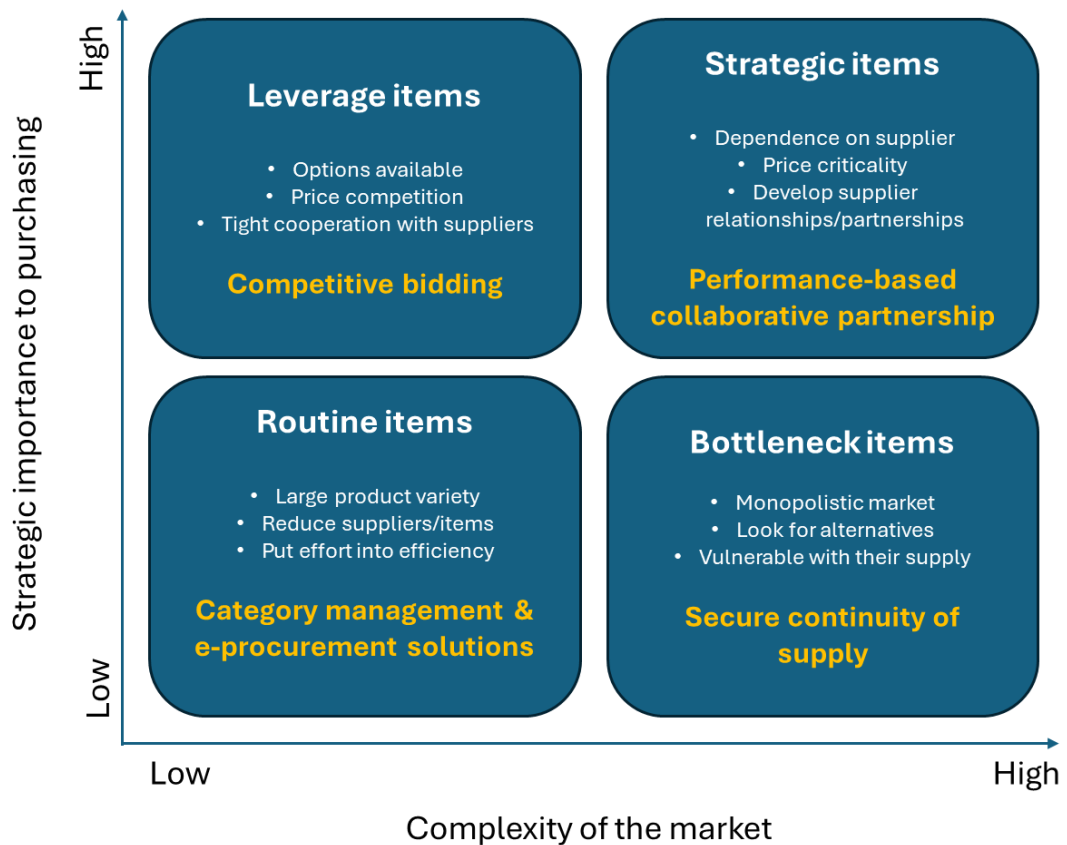 High
Strategic importance to purchasing
Low
Leverage items
• Options available
• Price competition
• Tight cooperation with suppliers
Competitive bidding
Strategic items
• Dependence on supplier
• Price criticality
• Develop supplier
relationships/partnerships
Performance-based
collaborative partnership
Routine items
• Large product variety
• Reduce suppliers/items
• Put effort into efficiency
Category management &
e-procurement solutions
Bottleneck items
• Monopolistic market
• Look for alternatives
• Vulnerable with their supply
Secure continuity of
supply
Low
High
Complexity of the market